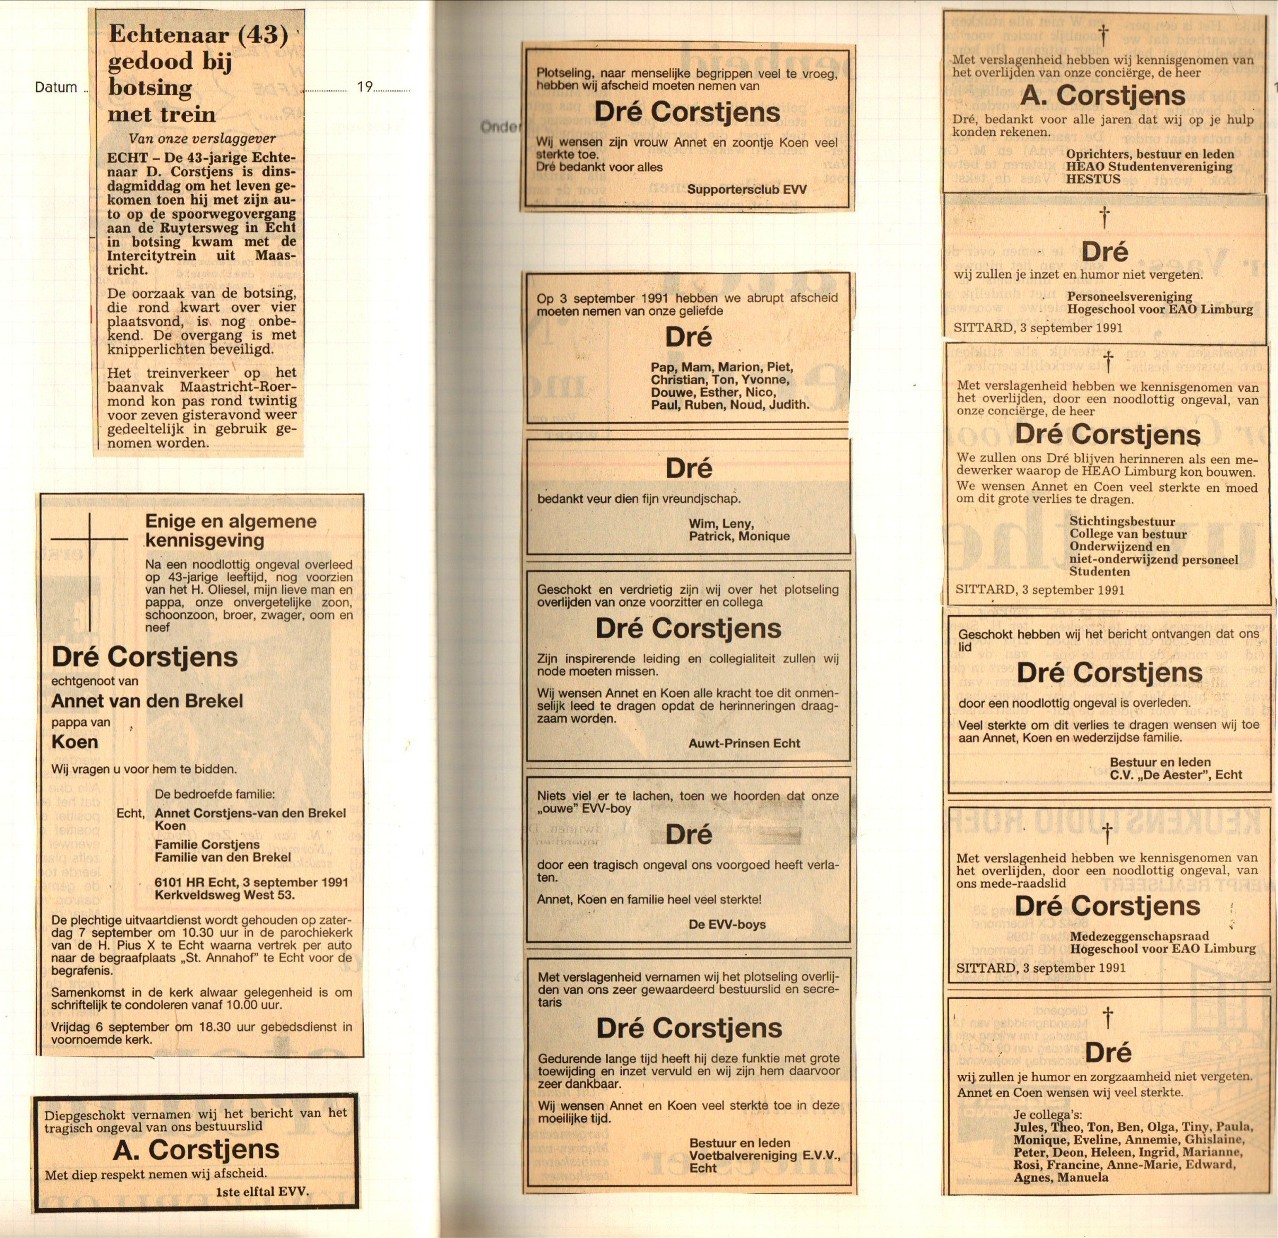 Echtenaar (43)
gedood bij
botsing
met trein
Datum
19
Van onze verslaggever
ECHT – De 43-jarige Echte-
naar D. Corstjens is dins-
dagmiddag om het leven ge-
komen toen hij met zijn au-
to op de spoorwegovergang
aan de Ruytersweg in Echt
in botsing kwam met de
Intercitytrein uit Maas-
tricht.
De oorzaak van de botsing,
die rond kwart over vier
plaatsvond, is nog onbe-
kend. De overgang is met
knipperlichten beveiligd.
Het treinverkeer op het
baanvak Maastricht-Roer-
mond kon pas rond twintig
voor zeven gisteravond weer
gedeeltelijk in gebruik ge-
nomen worden.
Enige en algemene
kennisgeving
Na een noodlottig ongeval overleed
op 43-jarige leeftijd, nog voorzien
van het H. Oliesel, mijn lieve man en
pappa, onze onvergetelijke zoon,
schoonzoon, broer, zwager, oom en
neef
Dré Corstjens
echtgenoot van
Annet van den Brekel
pappa van
Koen
Wij vragen u voor hem te bidden.
De bedroefde familie:
Echt, Annet Corstjens-van den Brekel
Koen
Familie Corstjens
Familie van den Brekel
6101 HR Echt, 3 september 1991
Kerkveldsweg West 53.
De plechtige uitvaartdienst wordt gehouden op zater-
dag 7 september om 10.30 uur in de parochiekerk
van de H. Pius X te Echt waarna vertrek per auto
naar de begraafplaats „St. Annahof” te Echt voor de
begrafenis.
Samenkomst in de kerk alwaar gelegenheid is om
schriftelijk te condoleren vanaf 10.00 uur.
Vrijdag 6 september om 18.30 uur gebedsdienst in
voornoemde kerk.
Diepgeschokt vernamen wij het bericht van het
tragisch ongeval van ons bestuurslid
A. Corstjens
Met diep respekt nemen wij afscheid.
1ste elftal EVV.
Onder
Plotseling, naar menselijke begrippen veel te vroeg,
hebben wij afscheid moeten nemen van
Dré Corstjens
Wij wensen zijn vrouw Annet en zoontje Koen veel
sterkte toe.
Dré bedankt voor alles
Supportersclub EVV
Op 3 september 1991 hebben we abrupt afscheid
moeten nemen van onze geliefde
Dré
Pap, Mam, Marion, Piet,
Christian, Ton, Yvonne,
Douwe, Esther, Nico,
Paul, Ruben, Noud, Judith.
Dré
bedankt veur dien fijn vreundjschap.
Wim, Leny,
Patrick, Monique
Geschokt en verdrietig zijn wij over het plotseling
overlijden van onze voorzitter en collega
Dré Corstjens
Zijn inspirerende leiding en collegialiteit zullen wij
node moeten missen.
Wij wensen Annet en Koen alle kracht toe dit onmen-
selijk leed te dragen opdat de herinneringen draag-
zaam worden.
Auwt-Prinsen Echt
Niets viel er te lachen, toen we hoorden dat onze
„ouwe” EVV-boy
Dré
door een tragisch ongeval ons voorgoed heeft verla-
ten.
Annet, Koen en familie heel veel sterkte!
De EVV-boys
Met verslagenheid vernamen wij het plotseling overlij-
den van ons zeer gewaardeerd bestuurslid en secre-
taris
Dré Corstjens
Gedurende lange tijd heeft hij deze funktie met grote
toewijding en inzet vervuld en wij zijn hem daarvoor
zeer dankbaar.
Wij wensen Annet en Koen veel sterkte toe in deze
moeilijke tijd.
Bestuur en leden
Voetbalvereniging E.V.V.,
Echt
Met verslagenheid hebben wij kennisgenomen van
het overlijden van onze conciërge, de heer
A. Corstjens
Dré, bedankt voor alle jaren dat wij op je hulp
konden rekenen.
Oprichters, bestuur en leden
HEAO Studentenvereniging
HESTUS
Dré
wij zullen je inzet en humor niet vergeten.
Personeelsvereniging
Hogeschool voor EAO Limburg
SITTARD, 3 september 1991
Met verslagenheid hebben we kennisgenomen van
het overlijden, door een noodlottig ongeval, van
onze conciërge, de heer
Dré Corstjens
We zullen ons Dré blijven herinneren als een me-
dewerker waarop de HEAO Limburg kon bouwen.
We wensen Annet en Coen veel sterkte en moed
om dit grote verlies te dragen.
Stichtingsbestuur
College van bestuur
Onderwijzend en
niet-onderwijzend personeel
Studenten
SITTARD, 3 september 1991
Geschokt hebben wij het bericht ontvangen dat ons
lid
Dré Corstjens
door een noodlottig ongeval is overleden.
Veel sterkte om dit verlies te dragen wensen wij toe
aan Annet, Koen en wederzijdse familie.
Bestuur en leden
C.V. „De Aester”, Echt
Met verslagenheid hebben we kennisgenomen van
het overlijden, door een noodlottig ongeval, van
ons mede-raadslid
Dré Corstjens
Medezeggenschapsraad
Hogeschool voor EAO Limburg
SITTARD, 3 september 1991
Dré
wij zullen je humor en zorgzaamheid niet vergeten.
Annet en Coen wensen wij veel sterkte.
Je collega's:
Jules, Theo, Ton, Ben, Olga, Tiny, Paula,
Monique, Eveline, Annemie, Ghislaine,
Peter, Deon, Heleen, Ingrid, Marianne,
Rosi, Francine, Anne-Marie, Edward,
Agnes, Manuela